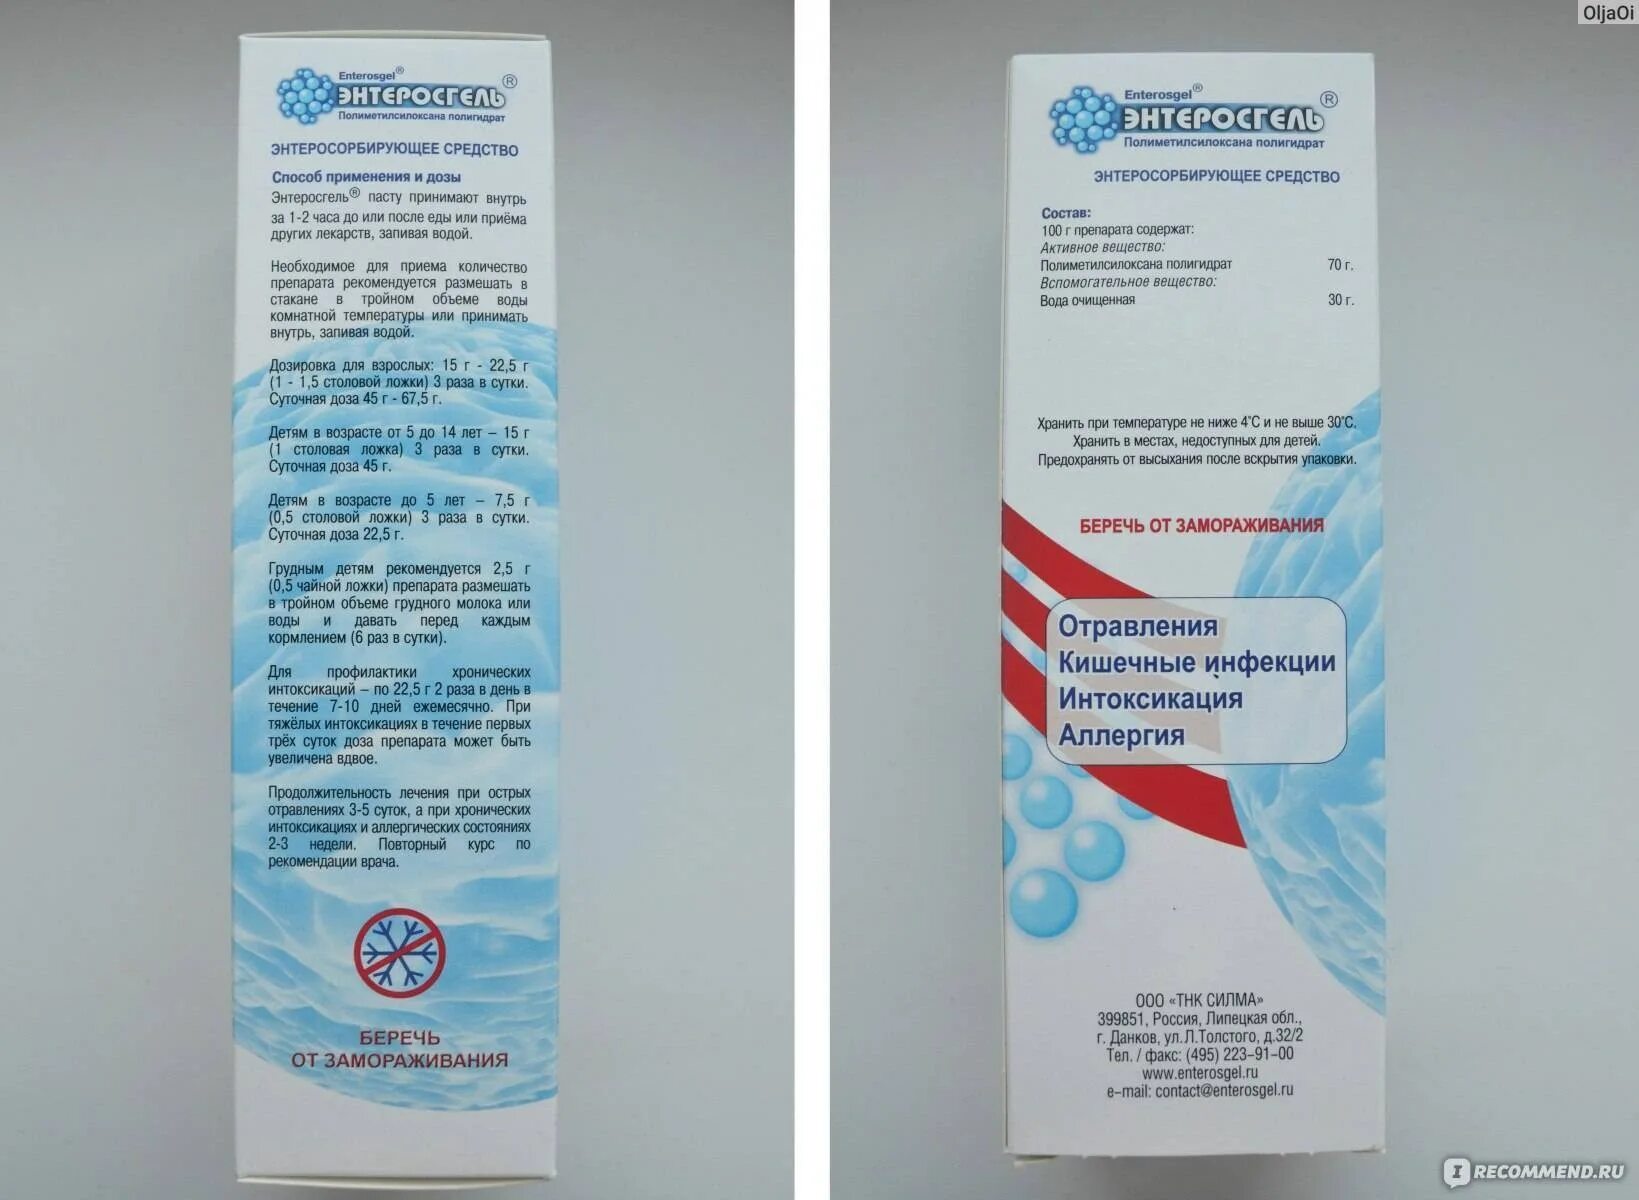 Enterosgel®
ЭНТЕРОСГЕЛЬ®
Полиметилсилоксана полигидрат
ЭНТЕРОСОРБИРУЮЩЕЕ СРЕДСТВО
Способ применения и дозы
Энтеросгель® пасту принимают внутрь
за 1-2 часа до или после еды или приёма
других лекарств, запивая водой.
Необходимое для приема количество
препарата рекомендуется размешать в
стакане в тройном объеме воды
комнатной температуры или принимать
внутрь, запивая водой.
Дозировка для взрослых: 15 г - 22,5 г
(1 - 1,5 столовой ложки) 3 раза в сутки.
Суточная доза 45 г - 67,5 г.
Детям в возрасте от 5 до 14 лет – 15 г
(1 столовая ложка) 3 раза в сутки.
Суточная доза 45 г.
Детям в возрасте до 5 лет – 7,5 г
(0,5 столовой ложки) 3 раза в сутки.
Суточная доза 22,5 г.
Грудным детям рекомендуется 2,5 г
(0,5 чайной ложки) препарата размешать
в тройном объеме грудного молока или
воды и давать перед каждым
кормлением (6 раз в сутки).
Для профилактики хронических
интоксикаций – по 22,5 г 2 раза в день в
течение 7-10 дней ежемесячно. При
тяжёлых интоксикациях в течение первых
трёх суток доза препарата может быть
увеличена вдвое.
Продолжительность лечения при острых
отравлениях 3-5 суток, а при хронических
интоксикациях и аллергических состояниях
2-3 недели. Повторный курс по
рекомендации врача.
БЕРЕЧЬ
ОТ ЗАМОРАЖИВАНИЯ
OljaOi
Enterosgel®
ЭНТЕРОСГЕЛЬ®
Полиметилсилоксана полигидрат
ЭНТЕРОСОРБИРУЮЩЕЕ СРЕДСТВО
Состав:
100 г препарата содержат:
Активное вещество:
Полиметилсилоксана полигидрат 70 г.
Вспомогательное вещество:
Вода очищенная 30 г.
Хранить при температуре не ниже 4°С и не выше 30°С.
Хранить в местах, недоступных для детей.
Предохранять от высыхания после вскрытия упаковки.
БЕРЕЧЬ ОТ ЗАМОРАЖИВАНИЯ
Отравления
Кишечные инфекции
Интоксикация
Аллергия
ООО «ТНК СИЛМА»
399851, Россия, Липецкая обл.,
г. Данков, ул.Л.Толстого, д.32/2
Тел. / факс: (495) 223-91-00
www.enterosgel.ru
e-mail: contact@enterosgel.ru
IRECOMMEND.RU